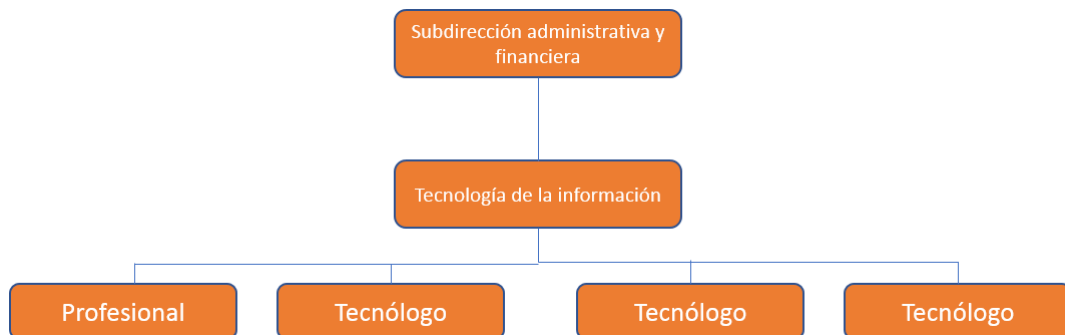 Subdirección administrativa y
financiera
Tecnología de la información
Profesional
Tecnólogo
Tecnólogo
Tecnólogo